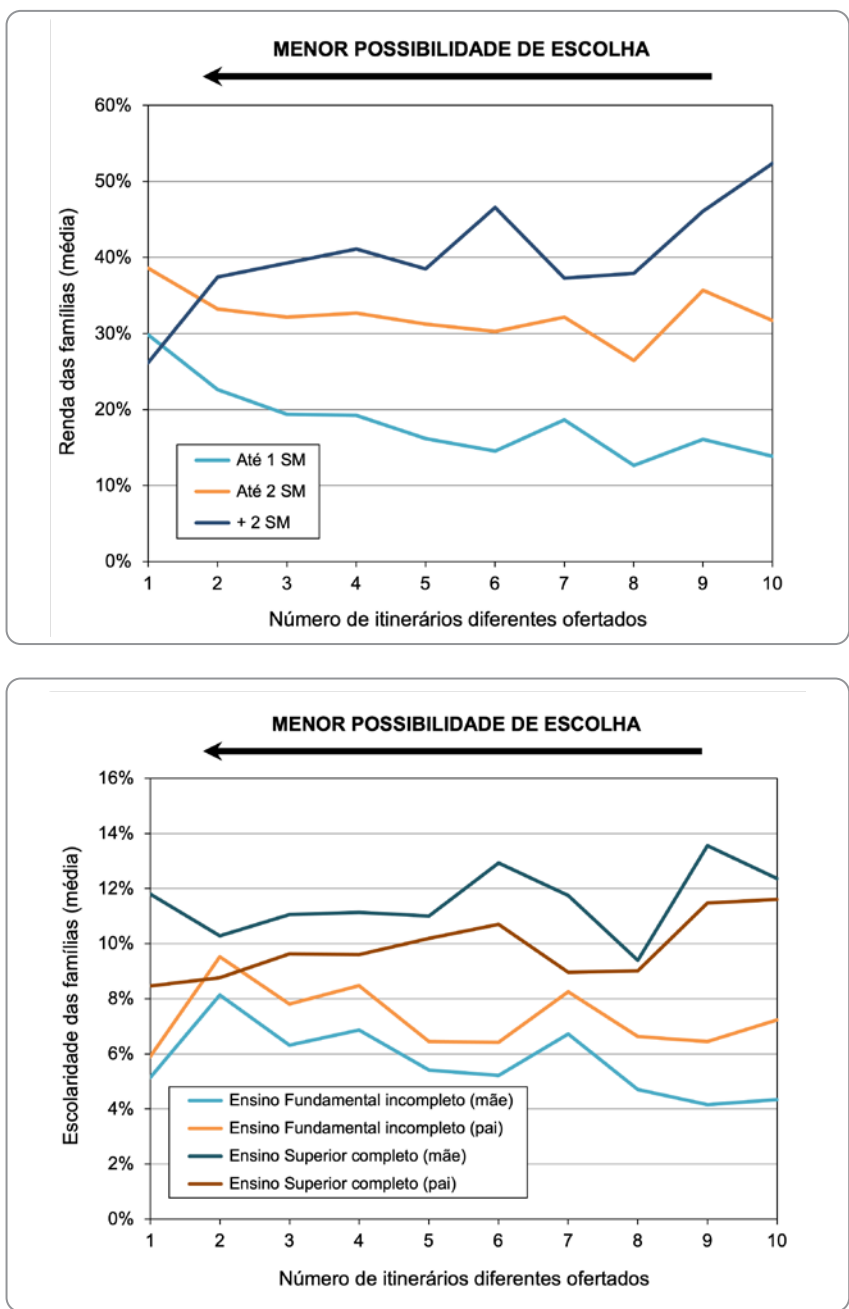 MENOR POSSIBILIDADE DE ESCOLHA
60%
50%
40%
30%
20%
10%
0%
Renda das famílias (média)
Até 1 SM
Até 2 SM
+ 2 SM
1 2 3 4 5 6 7 8 9 10
Número de itinerários diferentes ofertados
MENOR POSSIBILIDADE DE ESCOLHA
16%
14%
12%
10%
8%
6%
4%
2%
0%
Escolaridade das famílias (média)
Ensino Fundamental incompleto (mãe)
Ensino Fundamental incompleto (pai)
Ensino Superior completo (mãe)
Ensino Superior completo (pai)
1 2 3 4 5 6 7 8 9 10
Número de itinerários diferentes ofertados